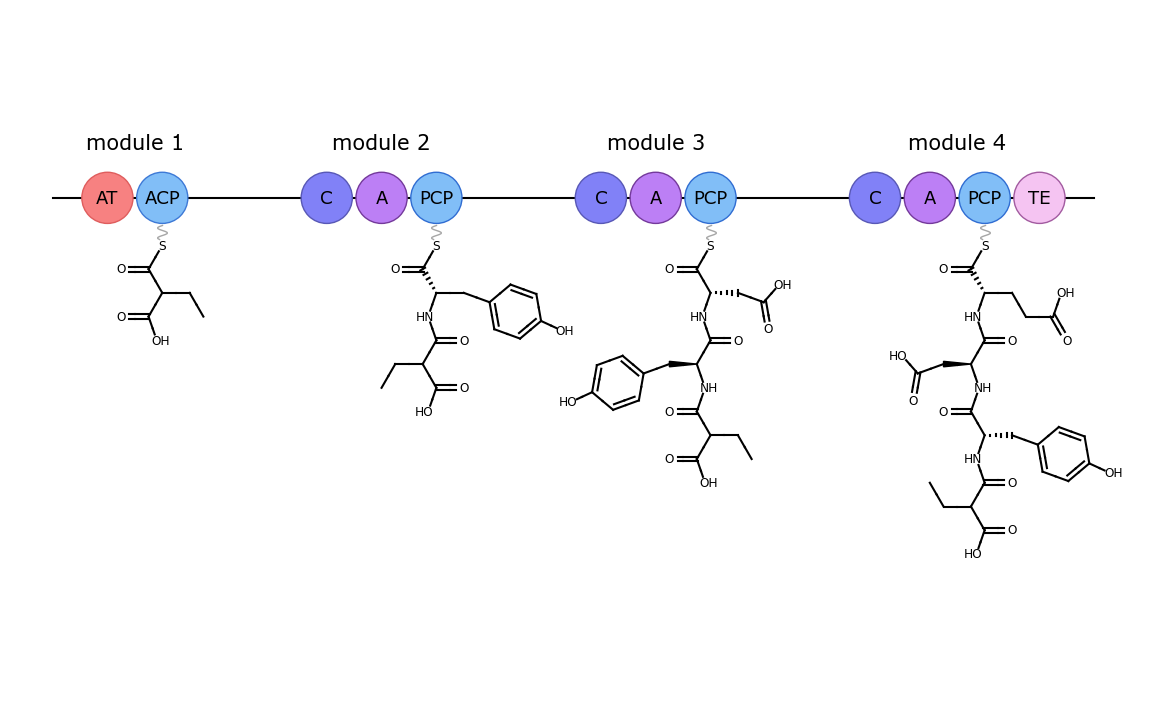 module 1 module 2 module 3 module 4
AT ACP C A PCP C A PCP C A PCP TE
S S S S
O O O O
OH
HN HN HN OH
O O
O O O
OH OH
HO NH HO NH
O O
HO O O
HO
O HN
OH OH
O
HO